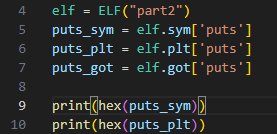 4 elf = ELF("part2")
5 puts_sym = elf.sym['puts']
6 puts_plt = elf.plt['puts']
7 puts_got = elf.got['puts']
8
9 print(hex(puts_sym))
10 print(hex(puts_plt))